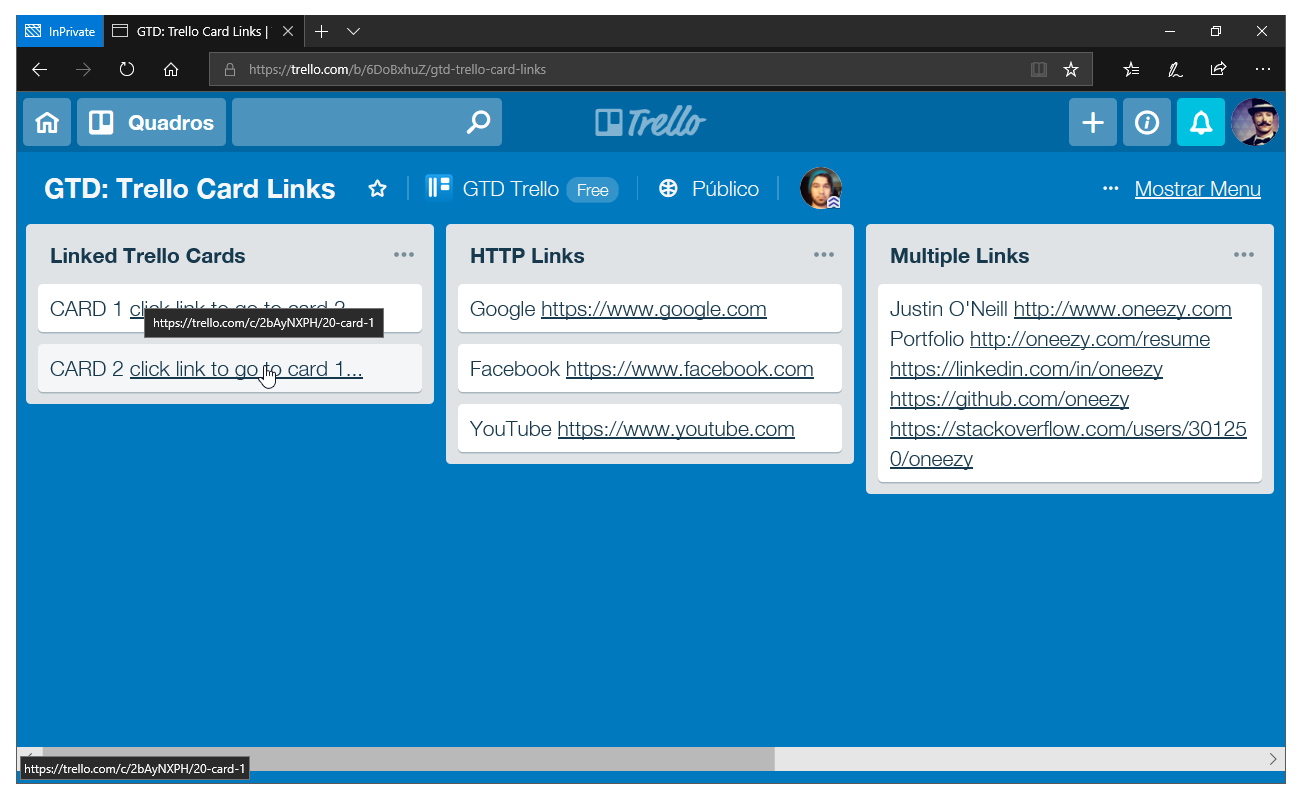 InPrivate
GTD: Trello Card Links |
https://trello.com/b/6DoBxhuZ/gtd-trello-card-links
Quadros
Trello
GTD: Trello Card Links
GTD Trello
Free
Público
Mostrar Menu
Linked Trello Cards
CARD 1 click link to go to card 2...
https://trello.com/c/2bAyNXPH/20-card-1
CARD 2 click link to go to card 1...
HTTP Links
Google https://www.google.com
Facebook https://www.facebook.com
YouTube https://www.youtube.com
Multiple Links
Justin O'Neill http://www.oneezy.com
Portfolio http://oneezy.com/resume
https://linkedin.com/in/oneezy
https://github.com/oneezy
https://stackoverflow.com/users/30125
0/oneezy
https://trello.com/c/2bAyNXPH/20-card-1